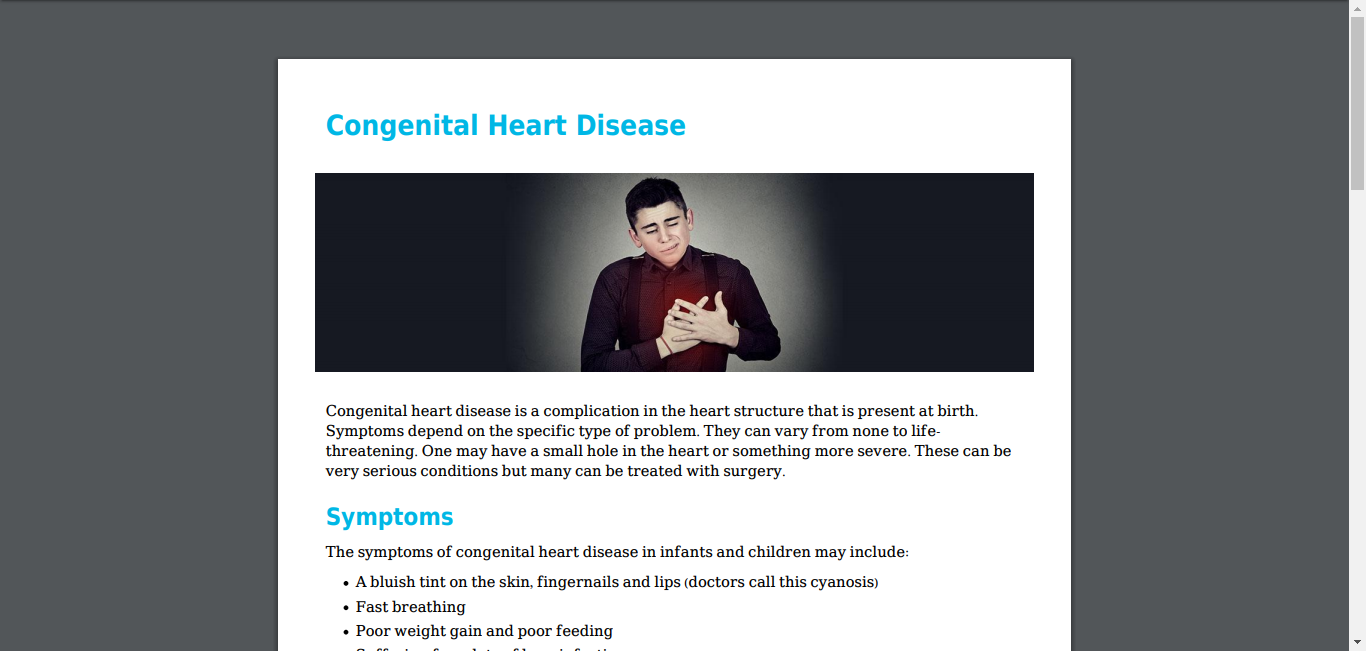 Congenital Heart Disease
Congenital heart disease is a complication in the heart structure that is present at birth.
Symptoms depend on the specific type of problem. They can vary from none to life-
threatening. One may have a small hole in the heart or something more severe. These can be
very serious conditions but many can be treated with surgery.
Symptoms
The symptoms of congenital heart disease in infants and children may include:
• A bluish tint on the skin, fingernails and lips (doctors call this cyanosis)
• Fast breathing
• Poor weight gain and poor feeding